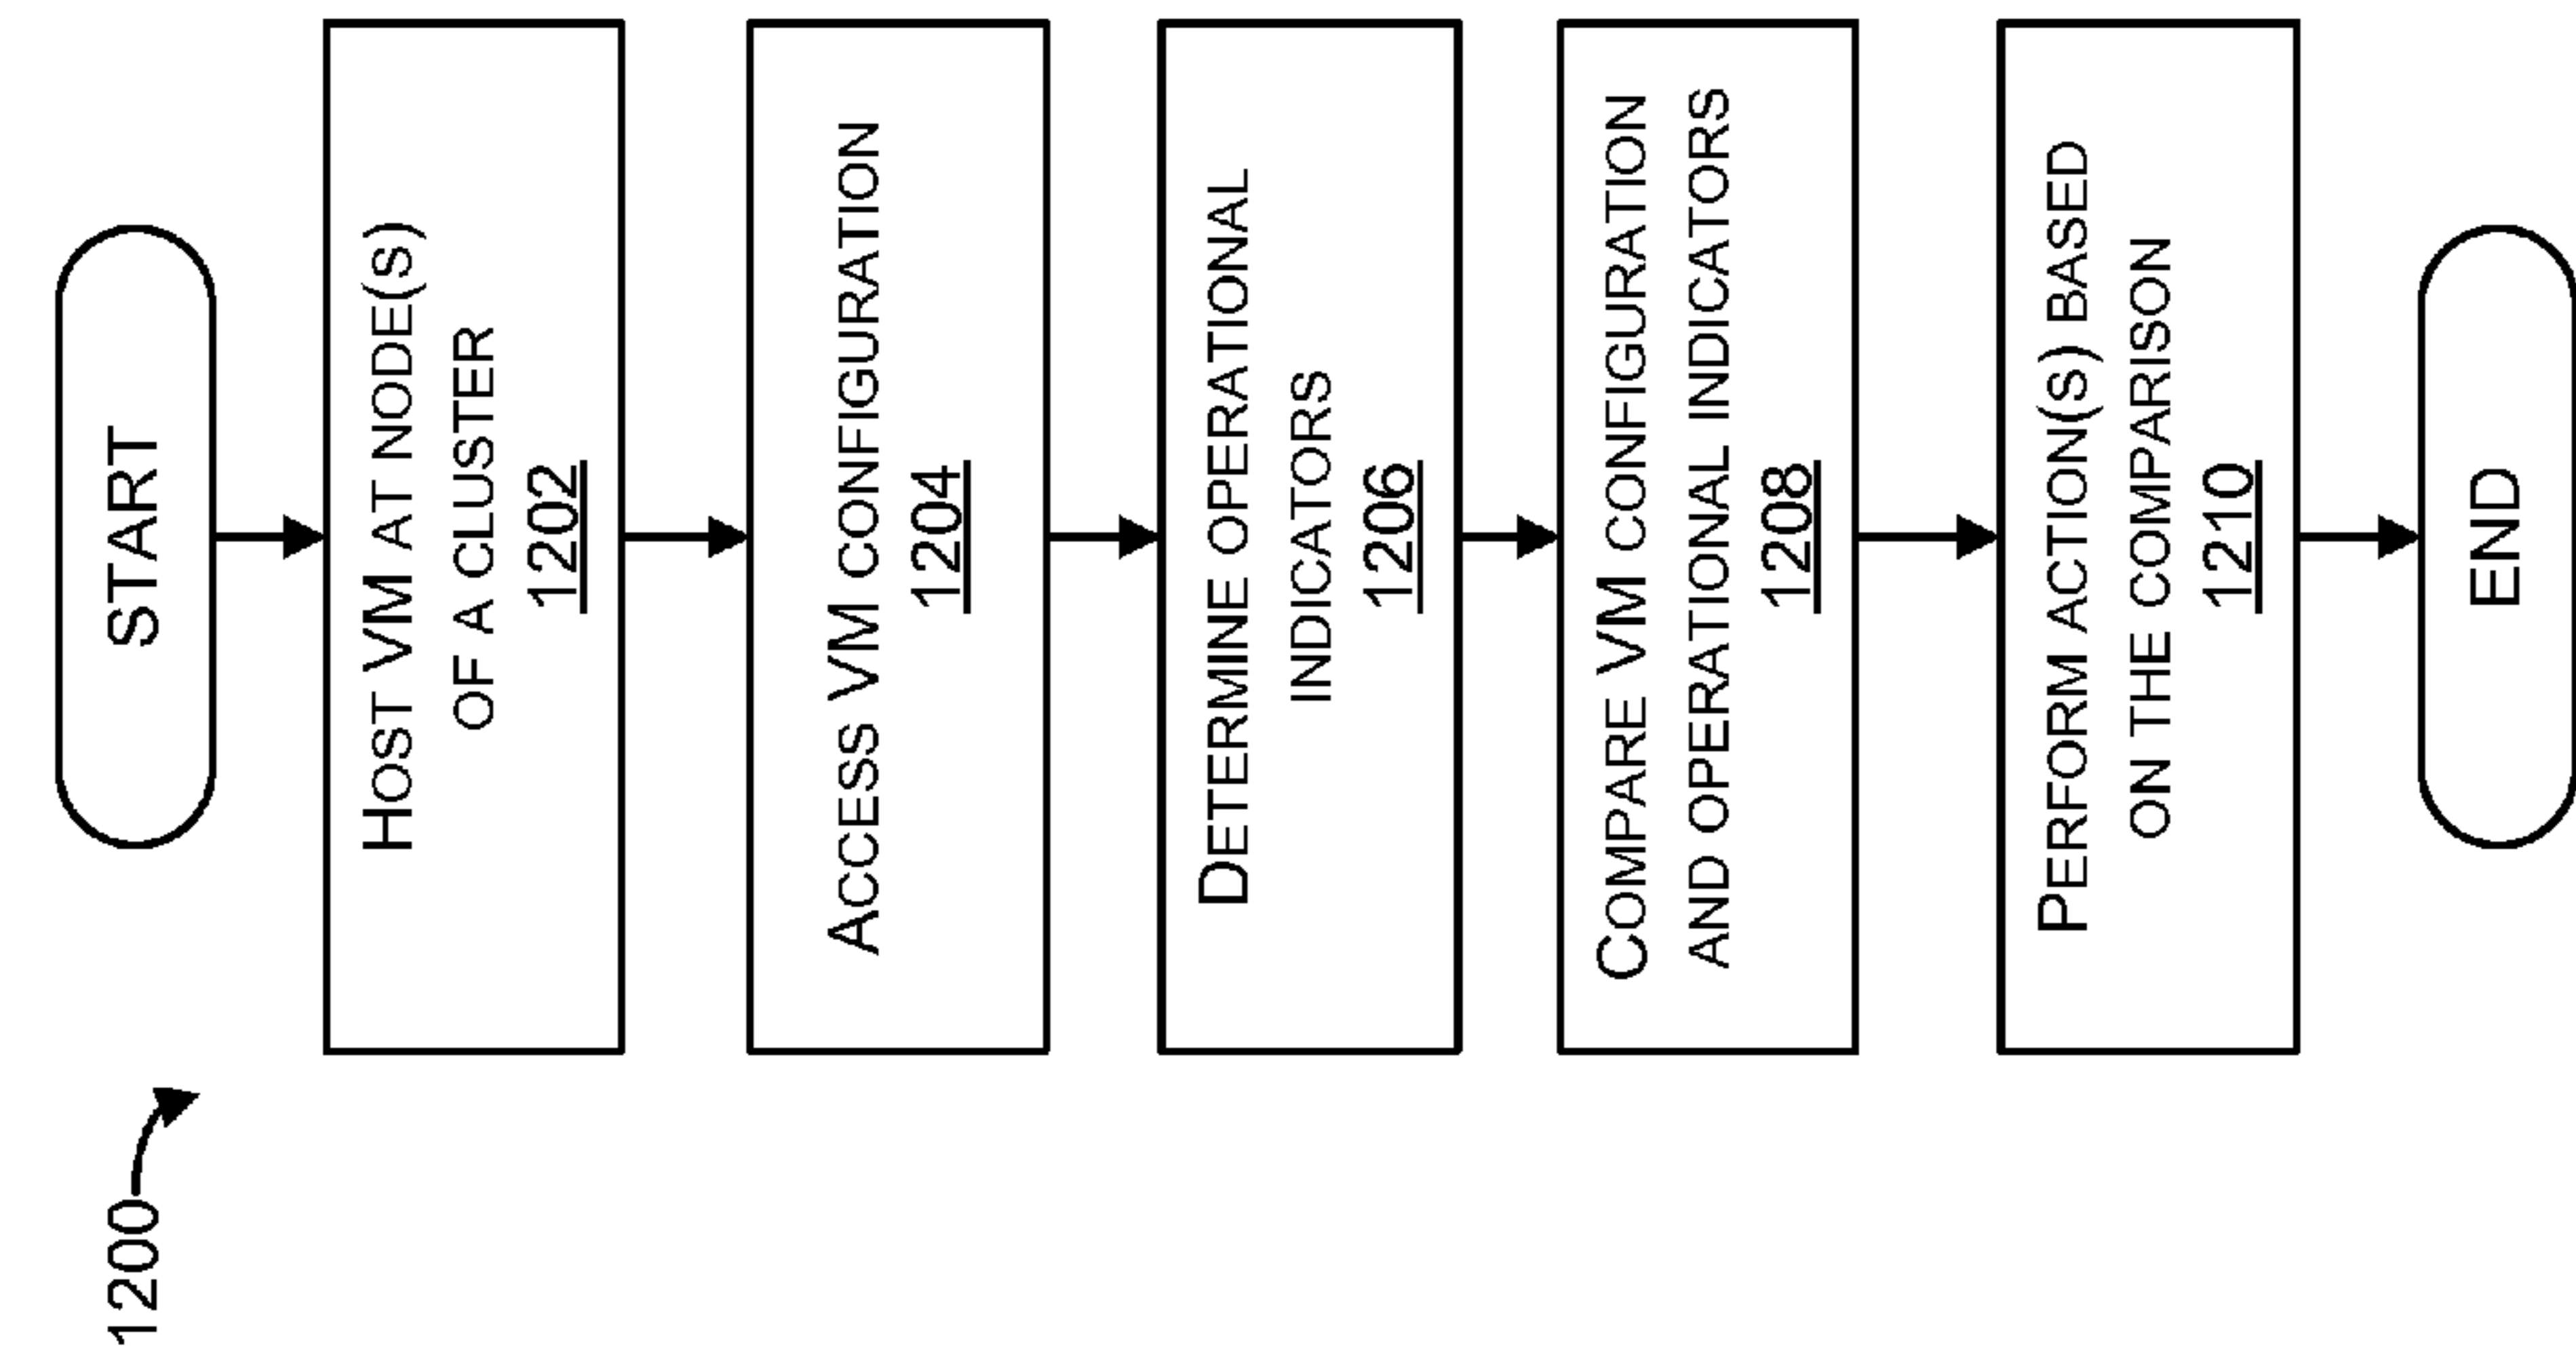 1200
START
HOST VM AT NODE(S)
OF A CLUSTER
1202
ACCESS VM CONFIGURATION
1204
DETERMINE OPERATIONAL
INDICATORS
1206
COMPARE VM CONFIGURATION
AND OPERATIONAL INDICATORS
1208
PERFORM ACTION(S) BASED
ON THE COMPARISON
1210
END